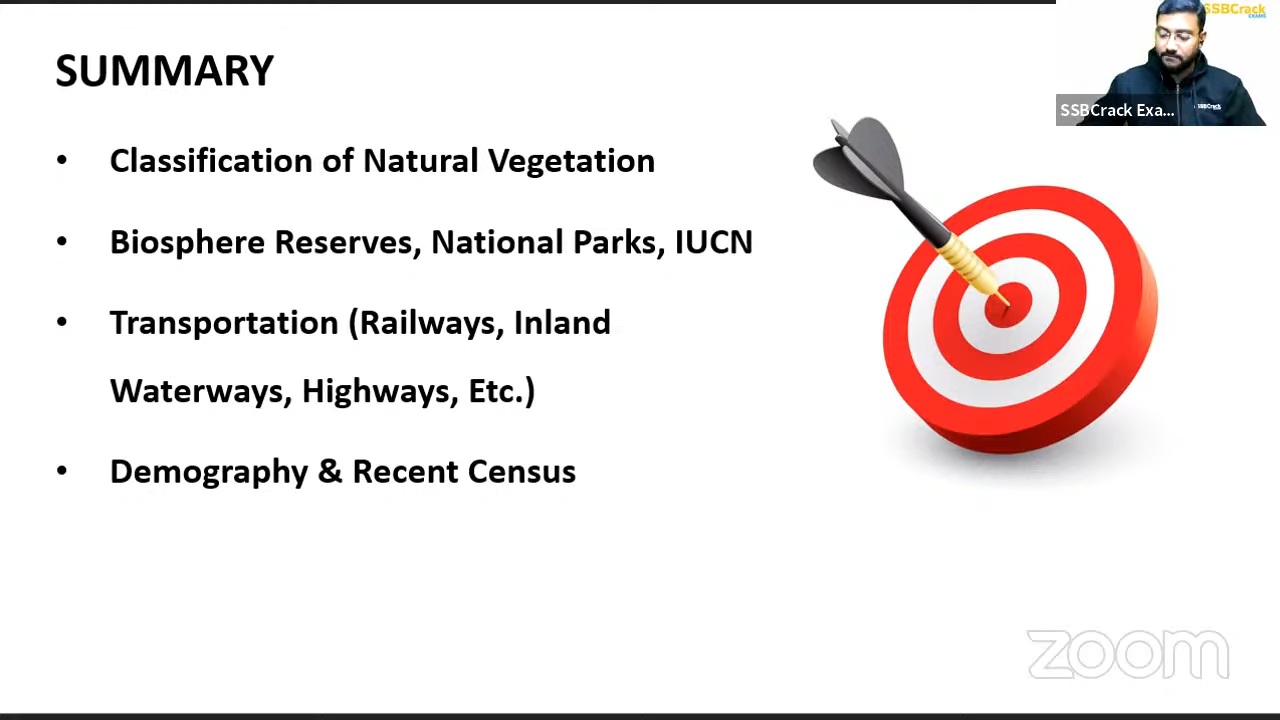 SSBCrack
EXAMS
SUMMARY
SSBCrack
SSBCrack Exa...
• Classification of Natural Vegetation
• Biosphere Reserves, National Parks, IUCN
• Transportation (Railways, Inland
Waterways, Highways, Etc.)
• Demography & Recent Census
zoom